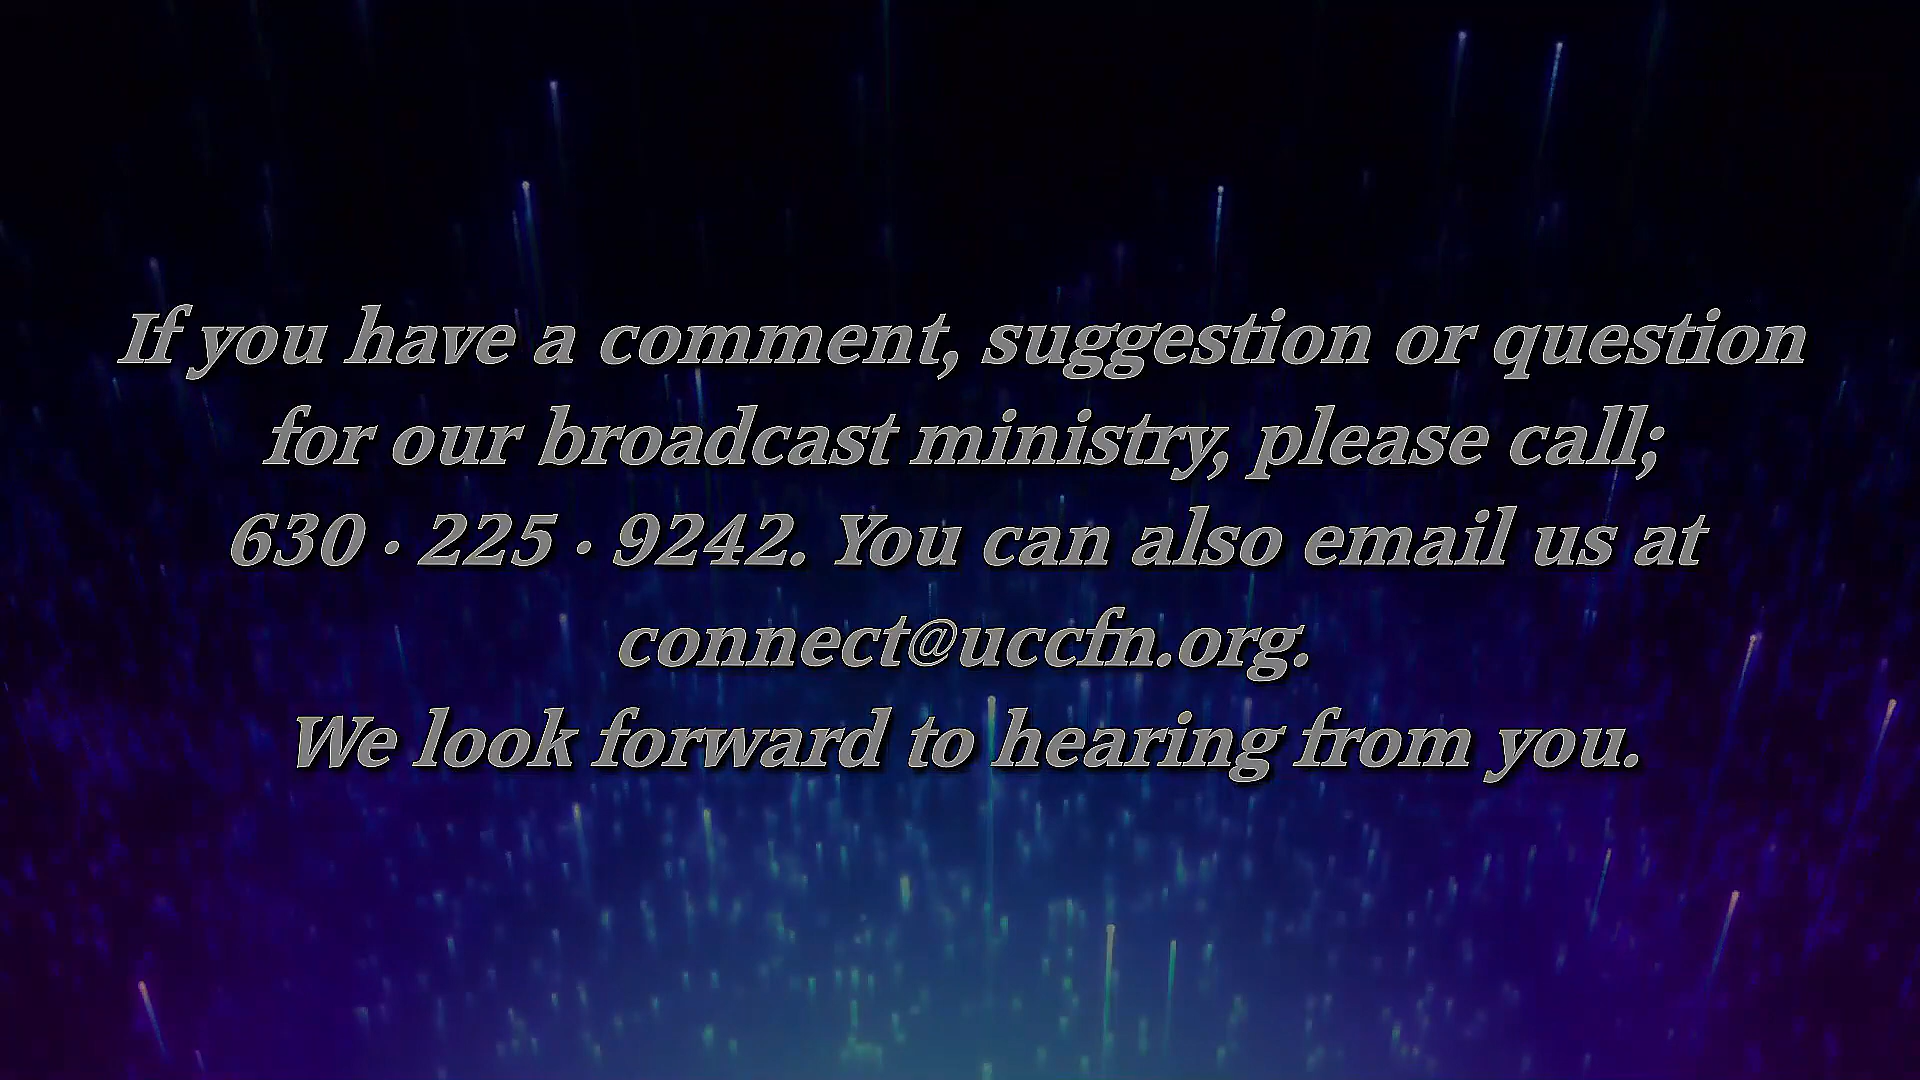 If you have a comment, suggestion or question
for our broadcast ministry, please call;
630 · 225 · 9242. You can also email us at
connect@uccfn.org.
We look forward to hearing from you.